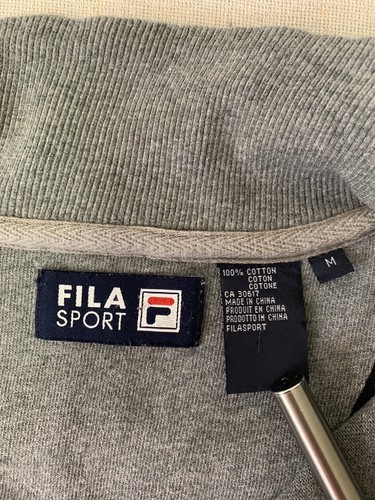 FILA
SPORT
F
100% COTTON
COTON
COTONE
CA 30617
MADE IN CHINA
PRODUIT EN CHINE
PRODOTTO IN CHINA
FILASPORT
M